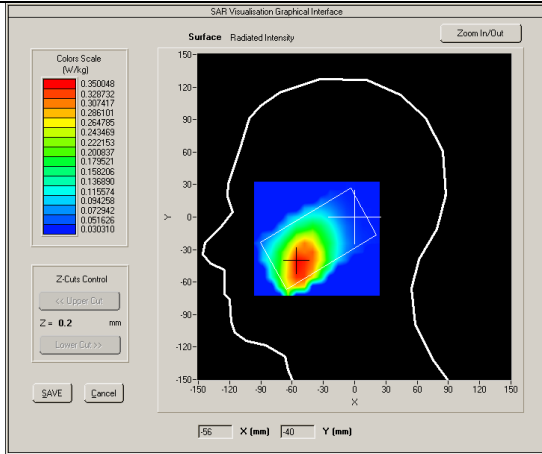 SAR Visualisation Graphical Interface
Surface Radiated Intensity
Zoom In/Out
Colors Scale
(W/kg)
0.350048
0.328732
0.307417
0.286101
0.264785
0.243469
0.222153
0.200837
0.179521
0.158206
0.136890
0.115574
0.094258
0.072942
0.051626
0.030310
Z-Cuts Control
<< Upper Cut
Z = 0.2 mm
Lower Cut >>
SAVE Cancel
150
120
90
60
30
0
-30
-60
-90
-120
-150
Y
-150 -120 -90 -60 -30 0 30 60 90 120 150
X
-56 X (mm) -40 Y (mm)